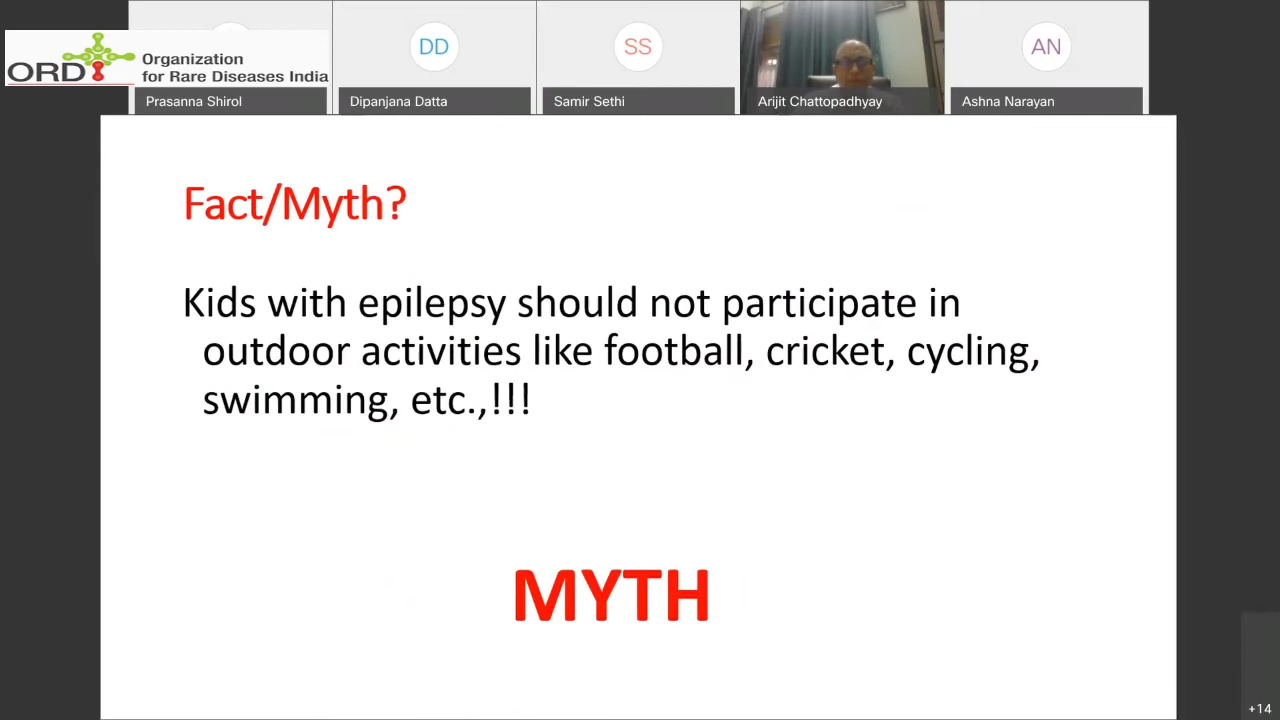 ORDI
Organization
for Rare Diseases India
DD
SS
AN
Prasanna Shirol
Dipanjana Datta
Samir Sethi
Arijit Chattopadhyay
Ashna Narayan
Fact/Myth?
Kids with epilepsy should not participate in
outdoor activities like football, cricket, cycling,
swimming, etc.,!!!
MYTH
+14